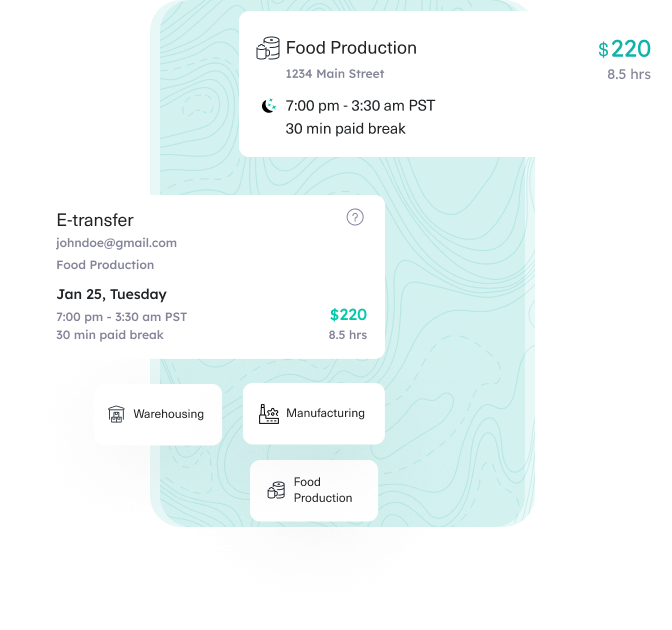 Food Production
$220
1234 Main Street
8.5 hrs
7:00 pm - 3:30 am PST
30 min paid break
E-transfer
?
johndoe@gmail.com
Food Production
Jan 25, Tuesday
7:00 pm - 3:30 am PST
$220
30 min paid break
8.5 hrs
Warehousing
Manufacturing
Food
Production